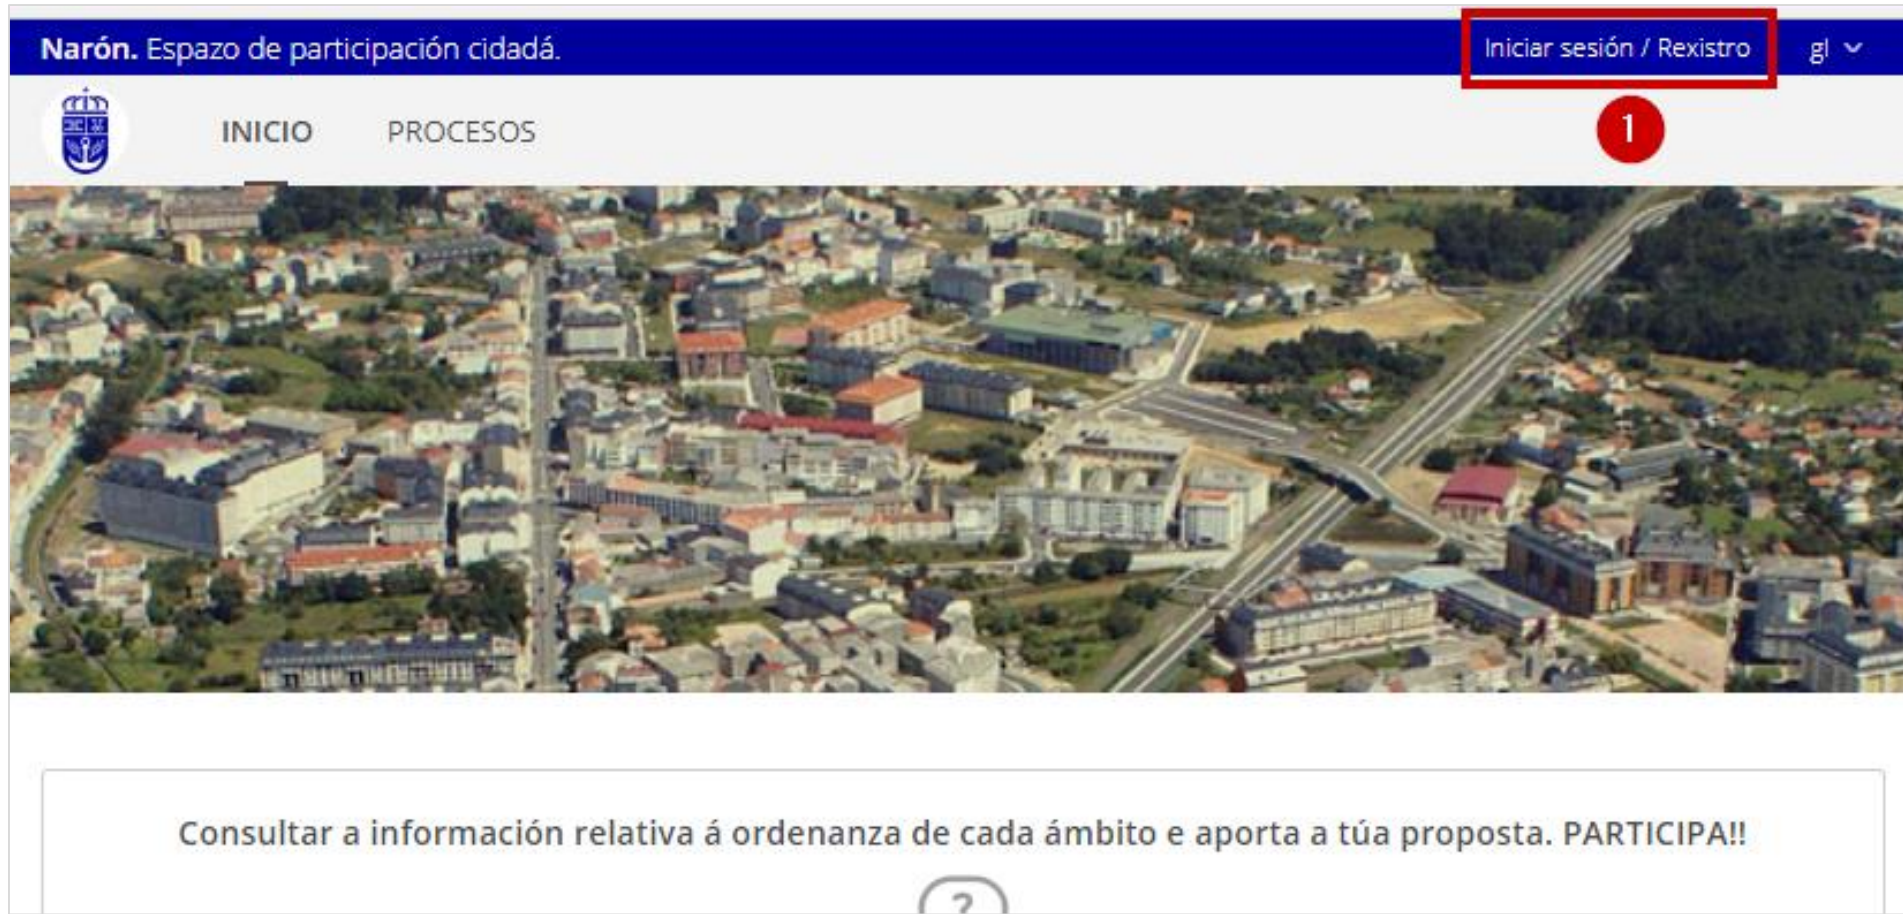 Narón. Espazo de participación cidadá.
Iniciar sesión / Rexistro
gl
1
INICIO
PROCESOS
Consultar a información relativa á ordenanza de cada ámbito e aporta a túa proposta. PARTICIPA!!
?